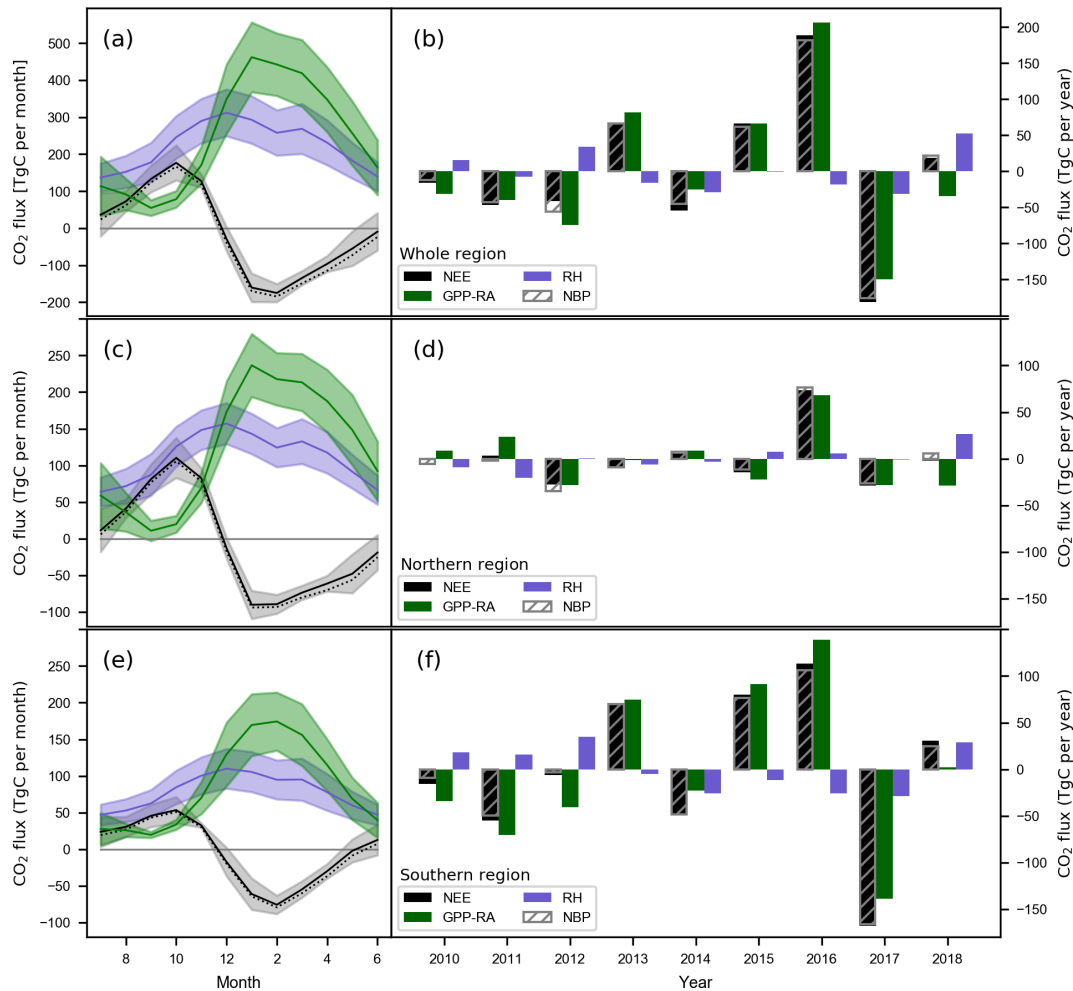 (a)
CO₂ flux [TgC per month]
500
400
300
200
100
0
−100
−200
(b)
200
150
100
50
0
−50
−100
−150
CO₂ flux (TgC per year)
Whole region
NEE RH
GPP-RA NBP
(c)
CO₂ flux (TgC per month)
250
200
150
100
50
0
−50
−100
(d)
100
50
0
−50
−100
−150
CO₂ flux (TgC per year)
Northern region
NEE RH
GPP-RA NBP
(e)
CO₂ flux (TgC per month)
250
200
150
100
50
0
−50
−100
8 10 12 2 4 6
Month
(f)
100
50
0
−50
−100
−150
CO₂ flux (TgC per year)
Southern region
NEE RH
GPP-RA NBP
2010 2011 2012 2013 2014 2015 2016 2017 2018
Year